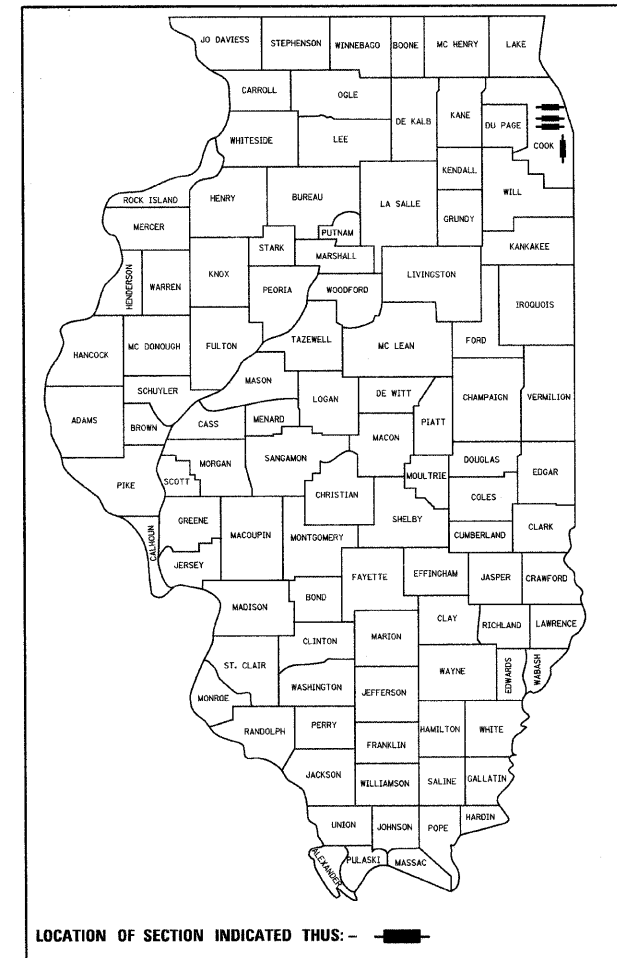 JO DAVIESS
STEPHENSON
WINNEBAGO
BOONE
MC HENRY
LAKE
CARROLL
OGLE
DE KALB
KANE
DU PAGE
COOK
WHITESIDE
LEE
KENDALL
WILL
ROCK ISLAND
HENRY
BUREAU
LA SALLE
GRUNDY
MERCER
PUTNAM
KANKAKEE
STARK
MARSHALL
HENDERSON
WARREN
KNOX
PEORIA
WOODFORD
LIVINGSTON
IROQUOIS
HANCOCK
MC DONOUGH
FULTON
TAZEWELL
MC LEAN
FORD
MASON
SCHUYLER
LOGAN
DE WITT
CHAMPAIGN
VERMILION
ADAMS
BROWN
CASS
MENARD
PIATT
MACON
PIKE
SCOTT
MORGAN
SANGAMON
MOULTRIE
DOUGLAS
EDGAR
CHRISTIAN
COLES
CALHOUN
GREENE
MACOUPIN
MONTGOMERY
SHELBY
CUMBERLAND
CLARK
JERSEY
FAYETTE
EFFINGHAM
JASPER
CRAWFORD
MADISON
BOND
CLAY
RICHLAND
LAWRENCE
CLINTON
MARION
ST. CLAIR
WAYNE
EDWARDS
WABASH
WASHINGTON
JEFFERSON
MONROE
RANDOLPH
PERRY
HAMILTON
WHITE
FRANKLIN
JACKSON
WILLIAMSON
SALINE
GALLATIN
UNION
JOHNSON
POPE
HARDIN
ALEXANDER
PULASKI
MASSAC
LOCATION OF SECTION INDICATED THUS: –